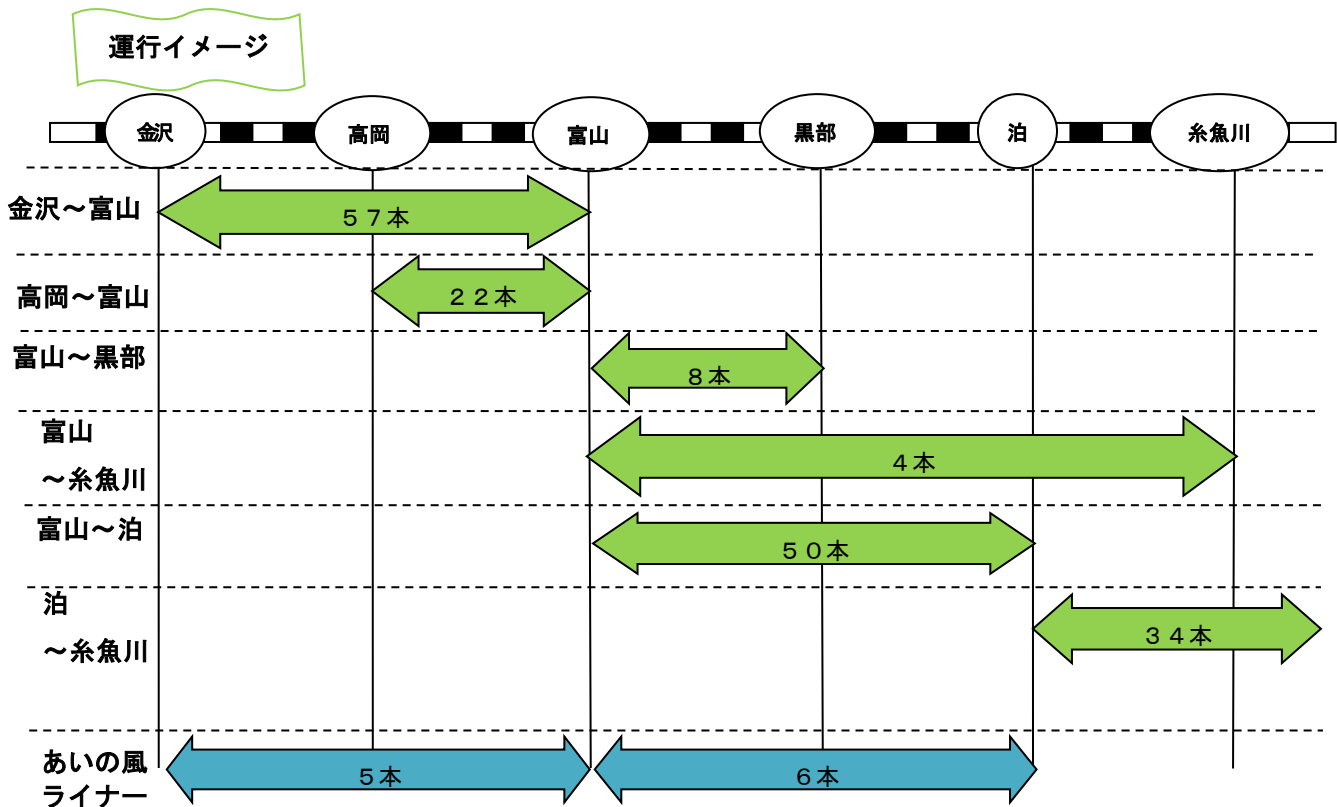 運行イメージ
金沢 高岡 富山 黒部 泊 糸魚川
金沢～富山
５７本
高岡～富山
２２本
富山～黒部
８本
富山
～糸魚川
４本
富山～泊
５０本
泊
～糸魚川
３４本
あいの風
ライナー
５本 ６本